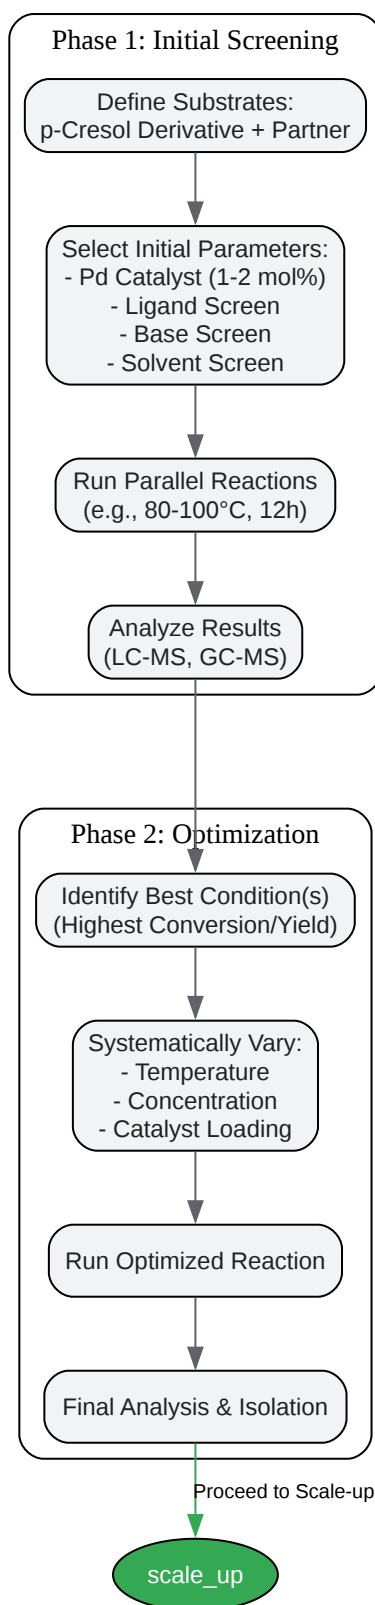 Phase 1: Initial Screening
Define Substrates:
p-Cresol Derivative + Partner
Select Initial Parameters:
- Pd Catalyst (1-2 mol%)
- Ligand Screen
- Base Screen
- Solvent Screen
Run Parallel Reactions
(e.g., 80-100°C, 12h)
Analyze Results
(LC-MS, GC-MS)
Phase 2: Optimization
Identify Best Condition(s)
(Highest Conversion/Yield)
Systematically Vary:
- Temperature
- Concentration
- Catalyst Loading
Run Optimized Reaction
Final Analysis & Isolation
Proceed to Scale-up
scale_up